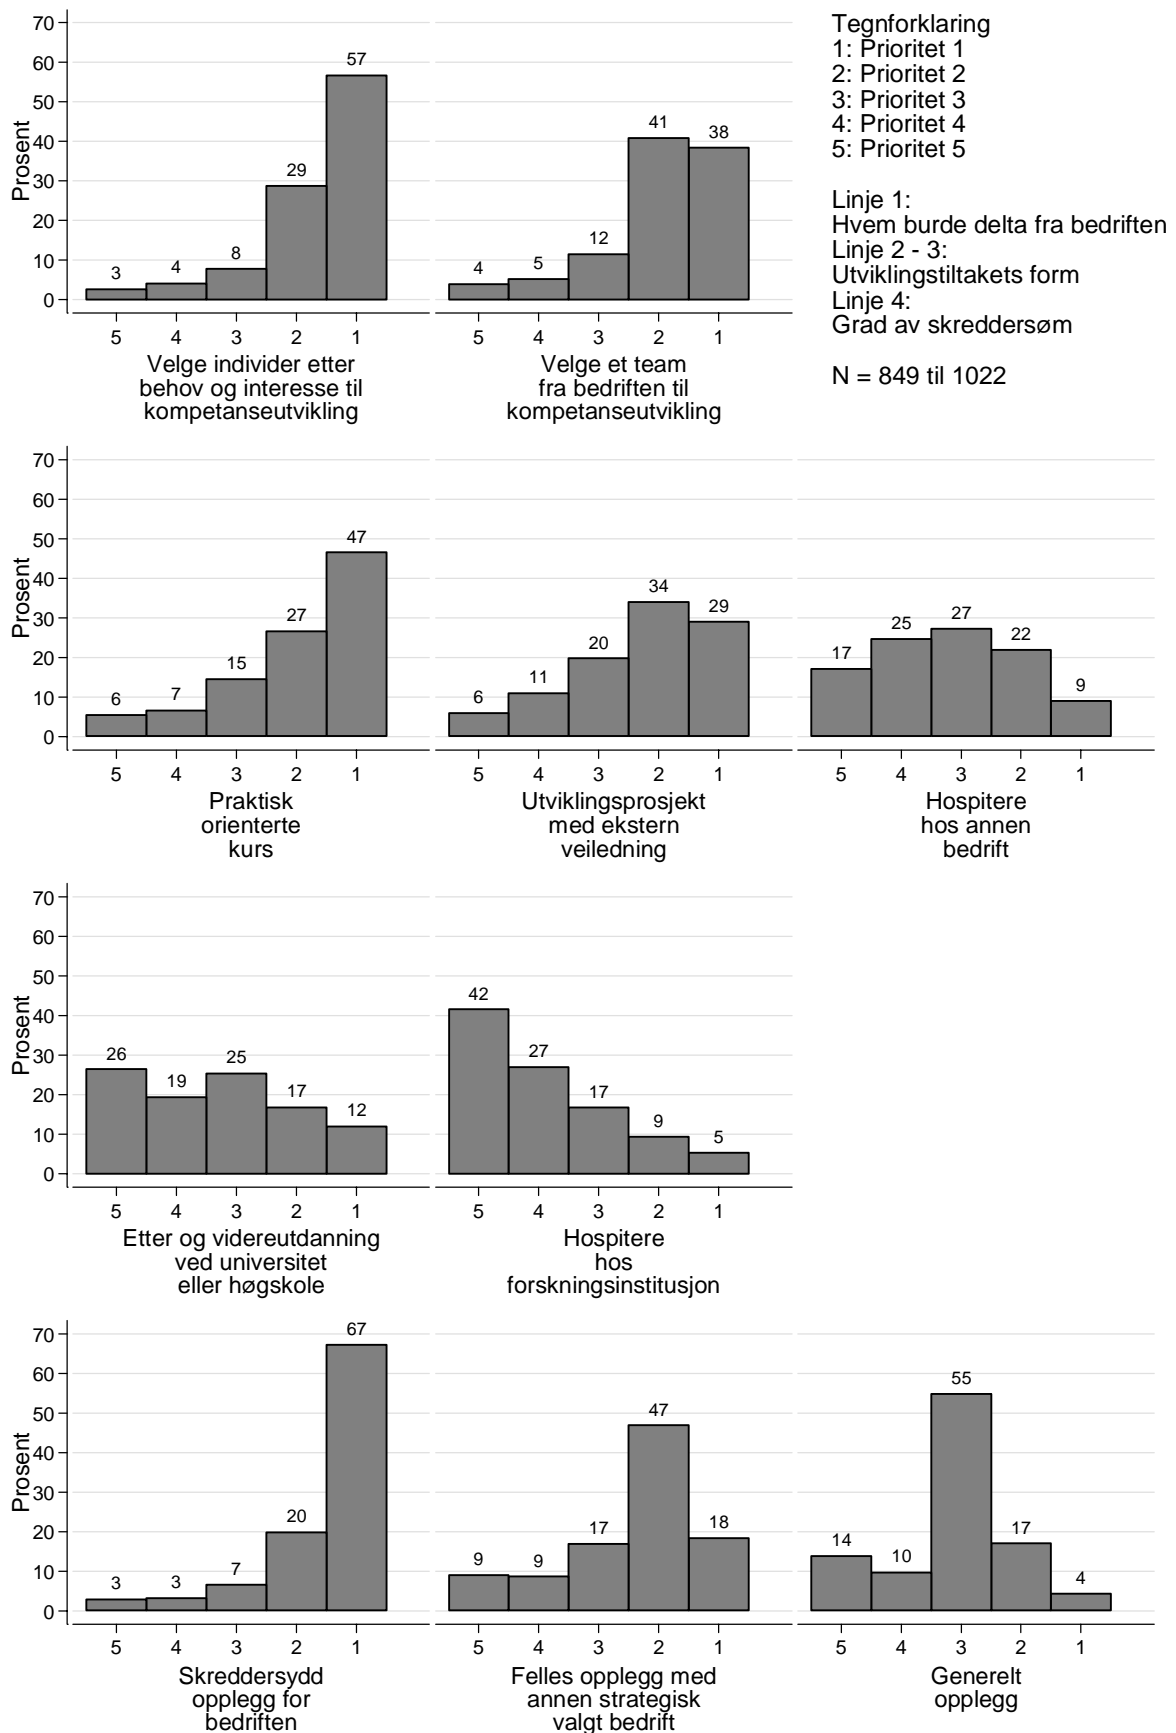 Tegnforklaring
1: Prioritet 1
2: Prioritet 2
3: Prioritet 3
4: Prioritet 4
5: Prioritet 5
Linje 1:
Hvem burde delta fra bedriften
Linje 2 - 3:
Utviklingstiltakets form
Linje 4:
Grad av skreddersøm
N = 849 til 1022
Prosent
70
60
50
40
30
20
10
0
3
4
8
29
57
5
4
3
2
1
Velge individer etter
behov og interesse til
kompetanseutvikling
4
5
12
41
38
5
4
3
2
1
Velge et team
fra bedriften til
kompetanseutvikling
Prosent
70
60
50
40
30
20
10
0
6
7
15
27
47
5
4
3
2
1
Praktisk
orienterte
kurs
6
11
20
34
29
5
4
3
2
1
Utviklingsprosjekt
med ekstern
veiledning
17
25
27
22
9
5
4
3
2
1
Hospitere
hos annen
bedrift
Prosent
70
60
50
40
30
20
10
0
26
19
25
17
12
5
4
3
2
1
Etter og videreutdanning
ved universitet
eller høgskole
42
27
17
9
5
5
4
3
2
1
Hospitere
hos
forskningsinstitusjon
Prosent
70
60
50
40
30
20
10
0
3
3
7
20
67
5
4
3
2
1
Skreddersydd
opplegg for
bedriften
9
9
17
47
18
5
4
3
2
1
Felles opplegg med
annen strategisk
valgt bedrift
14
10
55
17
4
5
4
3
2
1
Generelt
opplegg